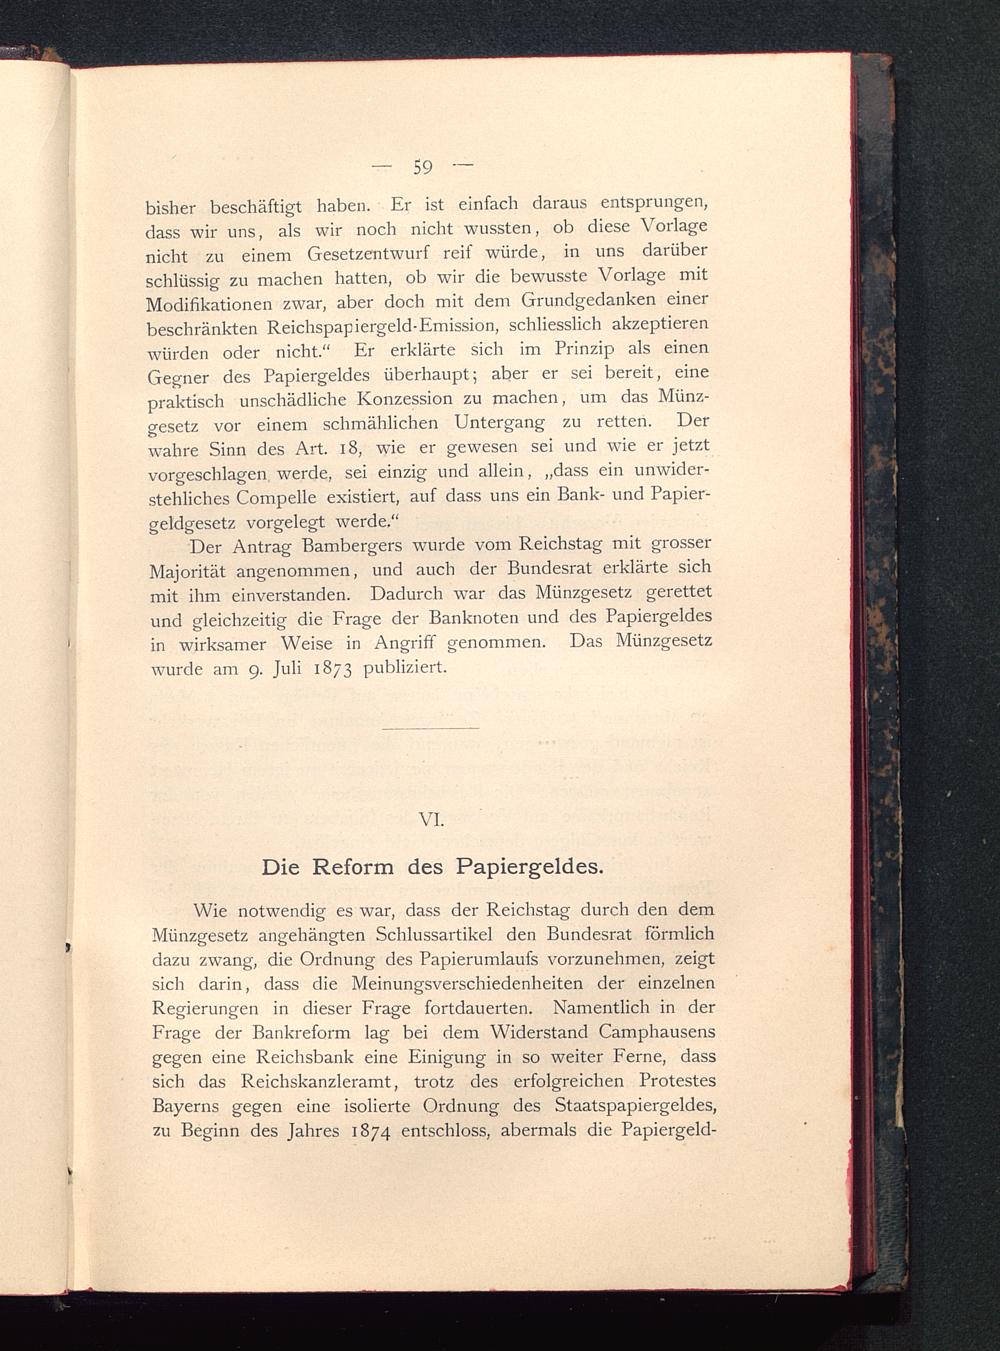 — 59 —
bisher beschäftigt haben. Er ist einfach daraus entsprungen,
dass wir uns, als wir noch nicht wussten, ob diese Vorlage
nicht zu einem Gesetzentwurf reif würde, in uns darüber
schlüssig zu machen hatten, ob wir die bewusste Vorlage mit
Modifikationen zwar, aber doch mit dem Grundgedanken einer
beschränkten Reichspapiergeld-Emission, schliesslich akzeptieren
würden oder nicht.“ Er erklärte sich im Prinzip als einen
Gegner des Papiergeldes überhaupt; aber er sei bereit, eine
praktisch unschädliche Konzession zu machen, um das Münz-
gesetz vor einem schmählichen Untergang zu retten. Der
wahre Sinn des Art. 18, wie er gewesen sei und wie er jetzt
vorgeschlagen werde, sei einzig und allein, „dass ein unwider-
stehliches Compelle existiert, auf dass uns ein Bank- und Papier-
geldgesetz vorgelegt werde.“
Der Antrag Bambergers wurde vom Reichstag mit grosser
Majorität angenommen, und auch der Bundesrat erklärte sich
mit ihm einverstanden. Dadurch war das Münzgesetz gerettet
und gleichzeitig die Frage der Banknoten und des Papiergeldes
in wirksamer Weise in Angriff genommen. Das Münzgesetz
wurde am 9. Juli 1873 publiziert.
VI.
Die Reform des Papiergeldes.
Wie notwendig es war, dass der Reichstag durch den dem
Münzgesetz angehängten Schlussartikel den Bundesrat förmlich
dazu zwang, die Ordnung des Papierumlaufs vorzunehmen, zeigt
sich darin, dass die Meinungsverschiedenheiten der einzelnen
Regierungen in dieser Frage fortdauerten. Namentlich in der
Frage der Bankreform lag bei dem Widerstand Camphausens
gegen eine Reichsbank eine Einigung in so weiter Ferne, dass
sich das Reichskanzleramt, trotz des erfolgreichen Protestes
Bayerns gegen eine isolierte Ordnung des Staatspapiergeldes,
zu Beginn des Jahres 1874 entschloss, abermals die Papiergeld-